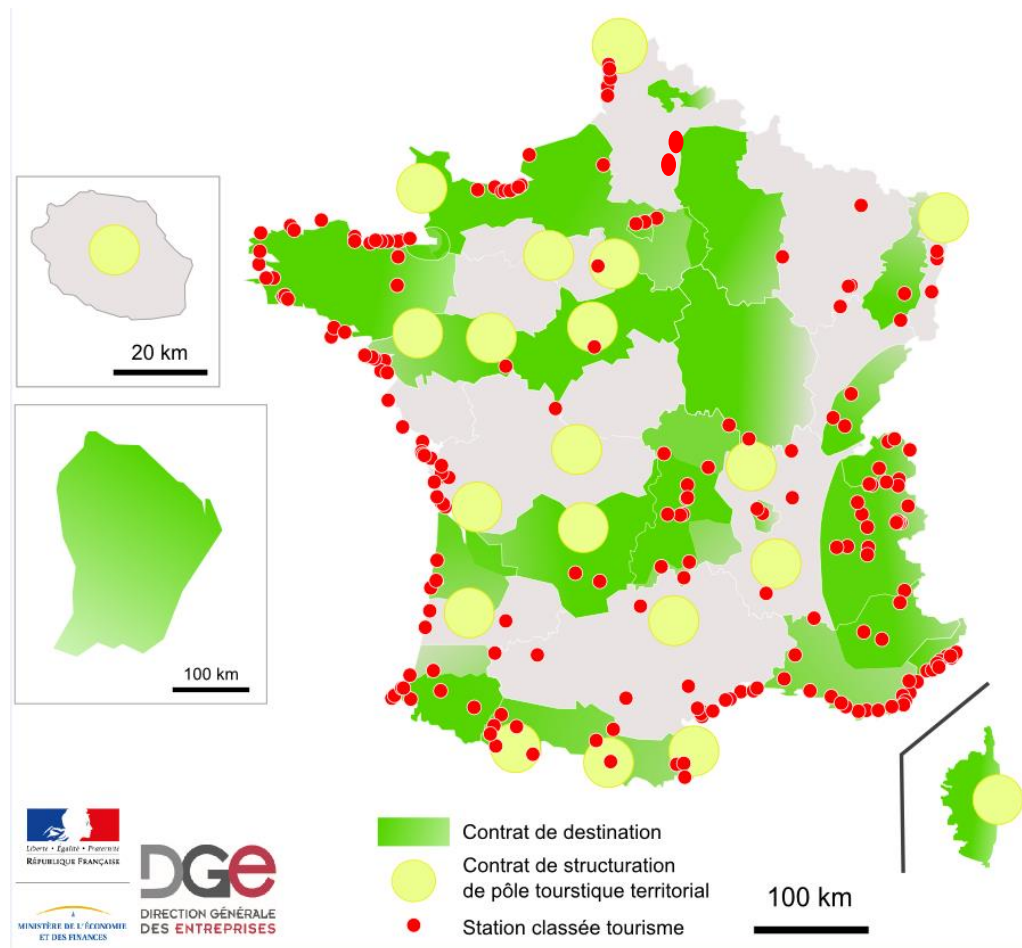 20 km
100 km
Liberté • Égalité • Fraternité
RÉPUBLIQUE FRANÇAISE
MINISTÈRE DE L'ÉCONOMIE
ET DES FINANCES
DGe
DIRECTION GÉNÉRALE
DES ENTREPRISES
Contrat de destination
Contrat de structuration
de pôle tourstique territorial
Station classée tourisme
100 km